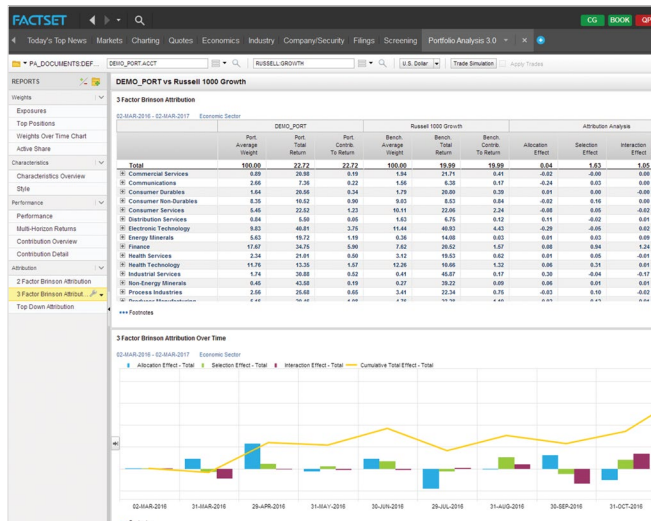 FACTSET CG BOOK QP
Today's Top News Markets Charting Quotes Economics Industry Company/Security Filings Screening Portfolio Analysis 3.0
PA_DOCUMENTS:DEF... DEMO_PORT.ACCT RUSSELL:GROWTH U.S. Dollar Trade Simulation Apply Trades
REPORTS
Weights
Exposures
Top Positions
Weights Over Time Chart
Active Share
Characteristics
Characteristics Overview
Style
Performance
Performance
Multi-Horizon Returns
Contribution Overview
Contribution Detail
Attribution
2 Factor Brinson Attribution
3 Factor Brinson Attribut...
Top Down Attribution
DEMO_PORT vs Russell 1000 Growth
3 Factor Brinson Attribution
02-MAR-2016 - 02-MAR-2017 Economic Sector
DEMO_PORT Russell 1000 Growth Attribution Analysis
Port. Port. Port. Bench. Bench. Bench.
Average Total Contrib. Average Total Contrib. Allocation Selection Interaction
Weight Return To Return Weight Return To Return Effect Effect Effect
Total 100.00 22.72 22.72 100.00 19.99 19.99 0.04 1.63 1.05
Commercial Services 0.89 20.98 0.19 1.94 21.71 0.41 -0.02 -0.00 0.00
Communications 2.66 7.36 0.22 1.56 6.38 0.17 -0.24 0.03 0.00
Consumer Durables 1.64 20.56 0.34 1.79 20.80 0.39 0.01 0.00 -0.00
Consumer Non-Durables 8.35 10.52 0.90 9.03 8.53 0.84 -0.02 0.16 0.00
Consumer Services 5.45 22.52 1.23 10.11 22.06 2.24 -0.08 0.05 -0.02
Distribution Services 0.84 5.50 0.05 1.63 5.75 0.12 0.11 -0.02 0.01
Electronic Technology 9.83 40.81 3.75 11.44 40.93 4.43 -0.29 -0.05 0.02
Energy Minerals 5.63 19.72 1.19 0.36 14.08 0.03 0.01 0.03 0.09
Finance 17.67 34.75 5.90 7.62 20.52 1.57 0.08 0.94 1.24
Health Services 2.34 21.01 0.50 3.12 19.53 0.62 0.01 0.05 -0.01
Health Technology 11.76 13.35 1.57 12.26 10.66 1.32 0.06 0.31 0.01
Industrial Services 1.74 30.88 0.52 0.41 45.87 0.17 0.30 -0.04 -0.17
Non-Energy Minerals 0.45 43.58 0.19 0.27 39.22 0.09 0.06 0.01 0.01
Process Industries 2.56 25.68 0.65 3.41 22.34 0.75 -0.03 0.10 -0.02
Footnotes
3 Factor Brinson Attribution Over Time
02-MAR-2016 - 02-MAR-2017 Economic Sector
Allocation Effect - Total Selection Effect - Total Interaction Effect - Total Cumulative Total Effect - Total
02-MAR-2016 31-MAR-2016 29-APR-2016 31-MAY-2016 30-JUN-2016 29-JUL-2016 31-AUG-2016 30-SEP-2016 31-OCT-2016